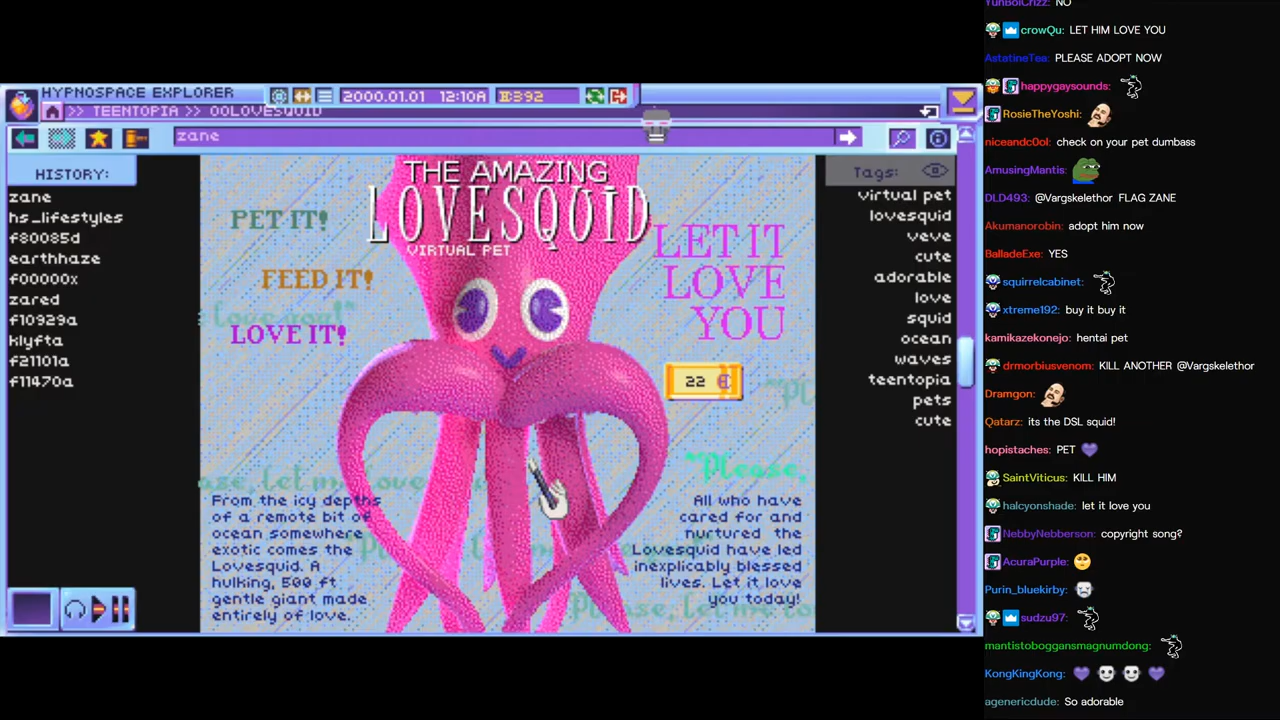 HYPNOSPACE EXPLORER
2000.01.01 12:10A
392
>> TEENTOPIA >> 00LOVESQUID
zane
HISTORY:
zane
hs_lifestyles
f80085d
earthhaze
f00000x
zared
f10929a
klyfta
f21101a
f11470a
THE AMAZING
LOVESQUID
VIRTUAL PET
PET IT!
FEED IT!
LOVE IT!
LET IT
LOVE
YOU
22
"Please,
From the icy depths
of a remote bit of
ocean somewhere
exotic comes the
Lovesquid. A
hulking, 500 ft
gentle giant made
entirely of love.
All who have
cared for and
nurtured the
Lovesquid have led
inexplicably blessed
lives. Let it love
you today!
Tags:
virtual pet
lovesquid
veve
cute
adorable
love
squid
ocean
waves
teentopia
pets
cute
YunBoiCrizz: NO
crowQu: LET HIM LOVE YOU
AstatineTea: PLEASE ADOPT NOW
happygaysounds:
RosieTheYoshi:
niceandc0ol: check on your pet dumbass
AmusingMantis:
DLD493: @Vargskelethor FLAG ZANE
Akumanorobin: adopt him now
BalladeExe: YES
squirrelcabinet:
xtreme192: buy it buy it
kamikazekonejo: hentai pet
drmorbiusvenom: KILL ANOTHER @Vargskelethor
Dramgon:
Qatarz: its the DSL squid!
hopistaches: PET
SaintViticus: KILL HIM
halcyonshade: let it love you
NebbyNebberson: copyright song?
AcuraPurple:
Purin_bluekirby:
sudzu97:
mantistoboggansmagnumdong:
KongKingKong:
agenericdude: So adorable